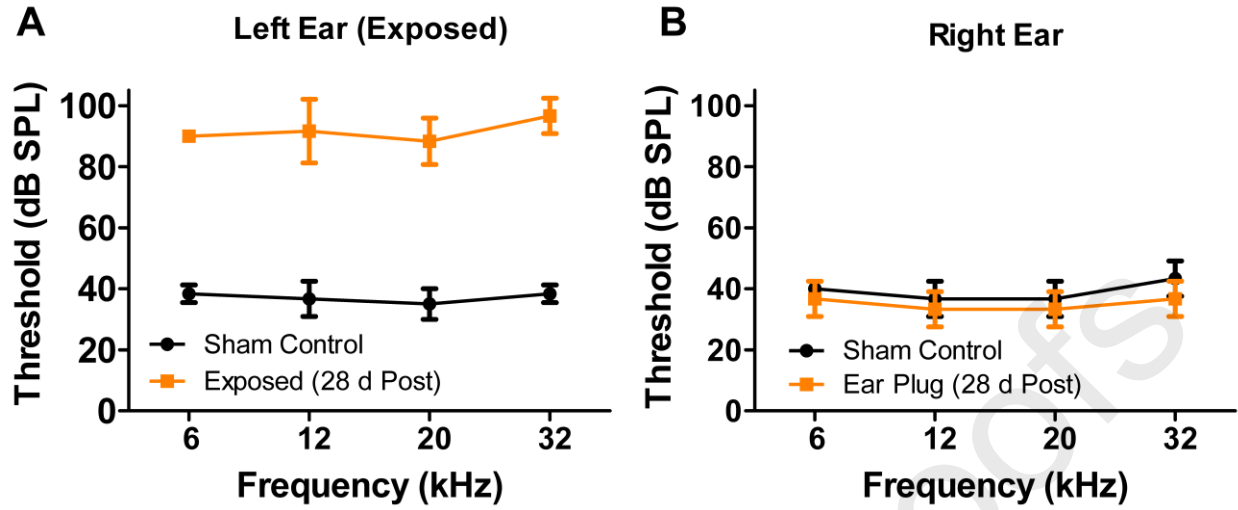 A
Left Ear (Exposed)
Threshold (dB SPL)
100
80
60
40
20
0
Sham Control
Exposed (28 d Post)
6 12 20 32
Frequency (kHz)
B
Right Ear
Threshold (dB SPL)
100
80
60
40
20
0
Sham Control
Ear Plug (28 d Post)
6 12 20 32
Frequency (kHz)